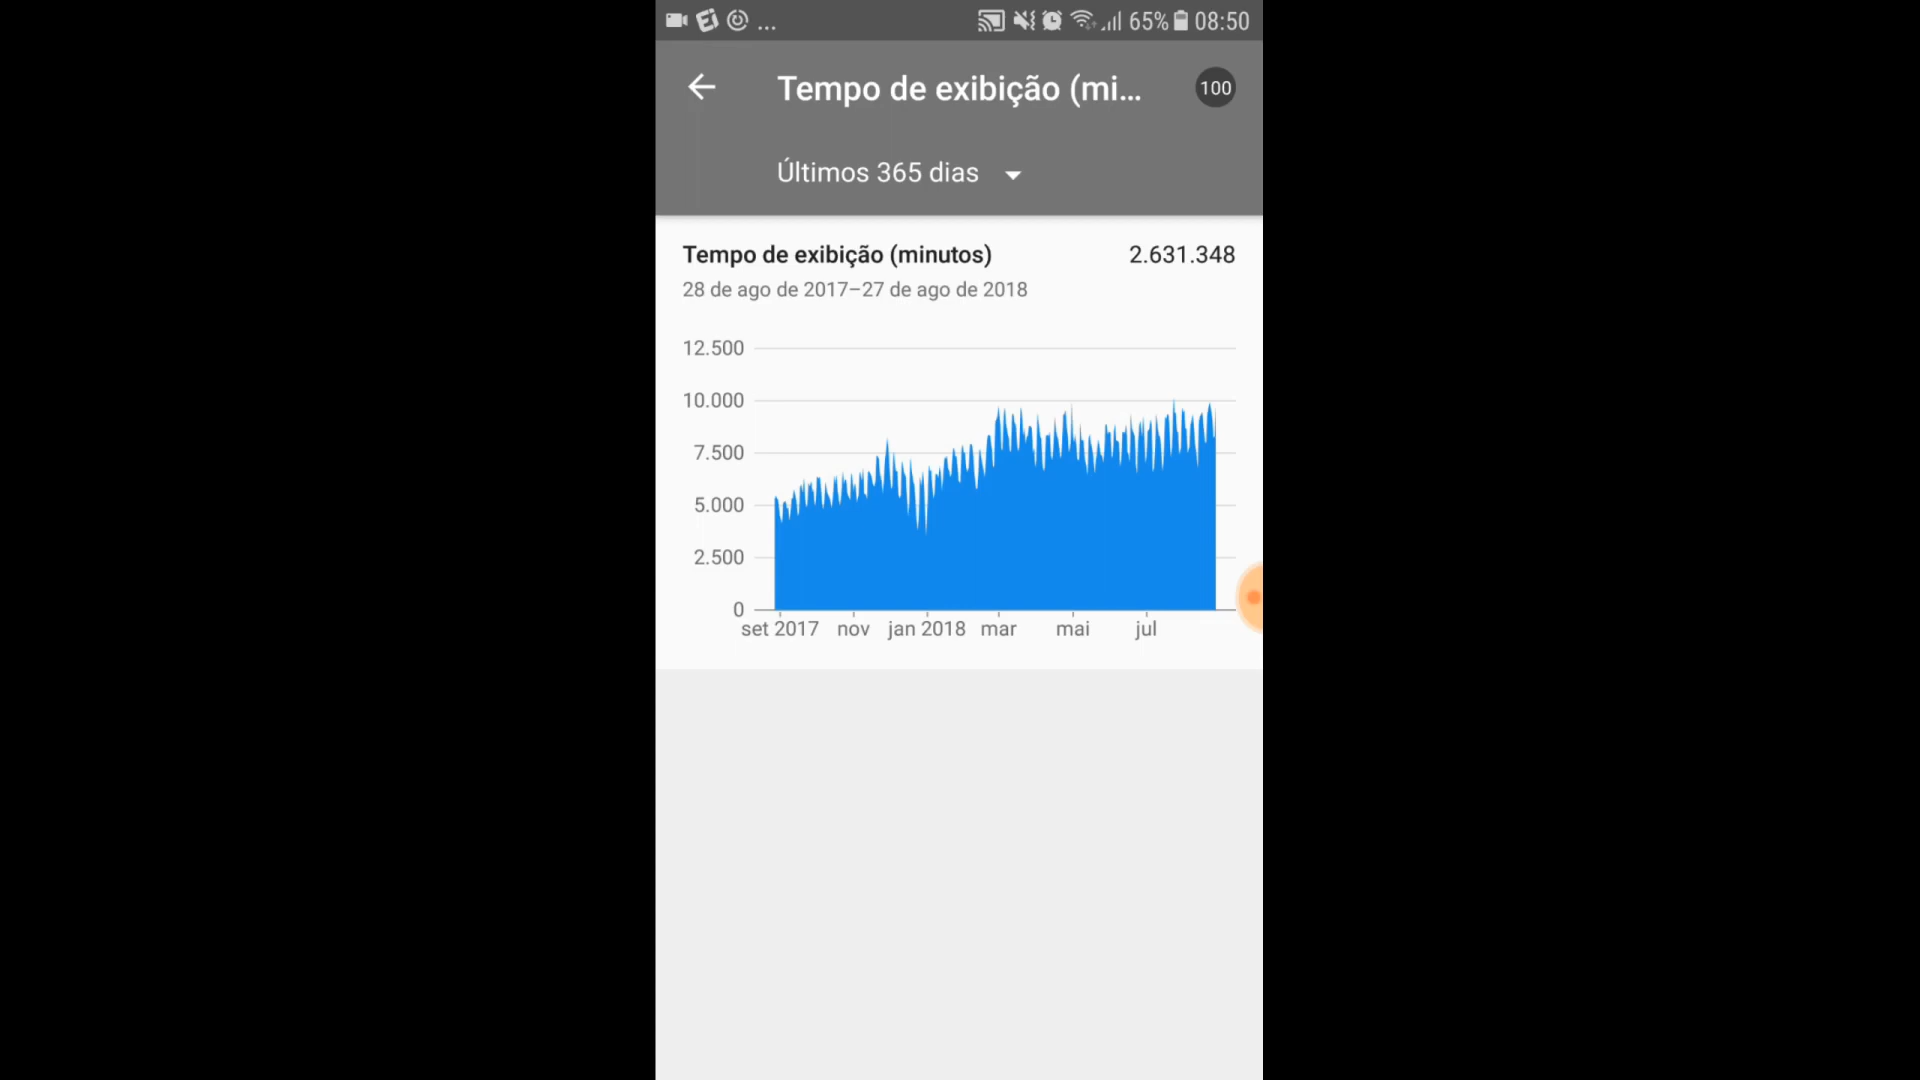 Ei ... 65% 08:50
Tempo de exibição (mi... 100
Últimos 365 dias
Tempo de exibição (minutos) 2.631.348
28 de ago de 2017–27 de ago de 2018
12.500
10.000
7.500
5.000
2.500
0
set 2017 nov jan 2018 mar mai jul